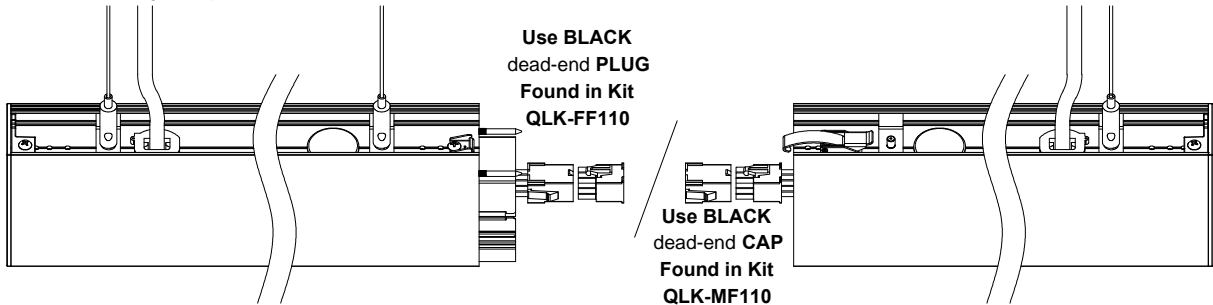 Use BLACK
dead-end PLUG
Found in Kit
QLK-FF110
Use BLACK
dead-end CAP
Found in Kit
QLK-MF110